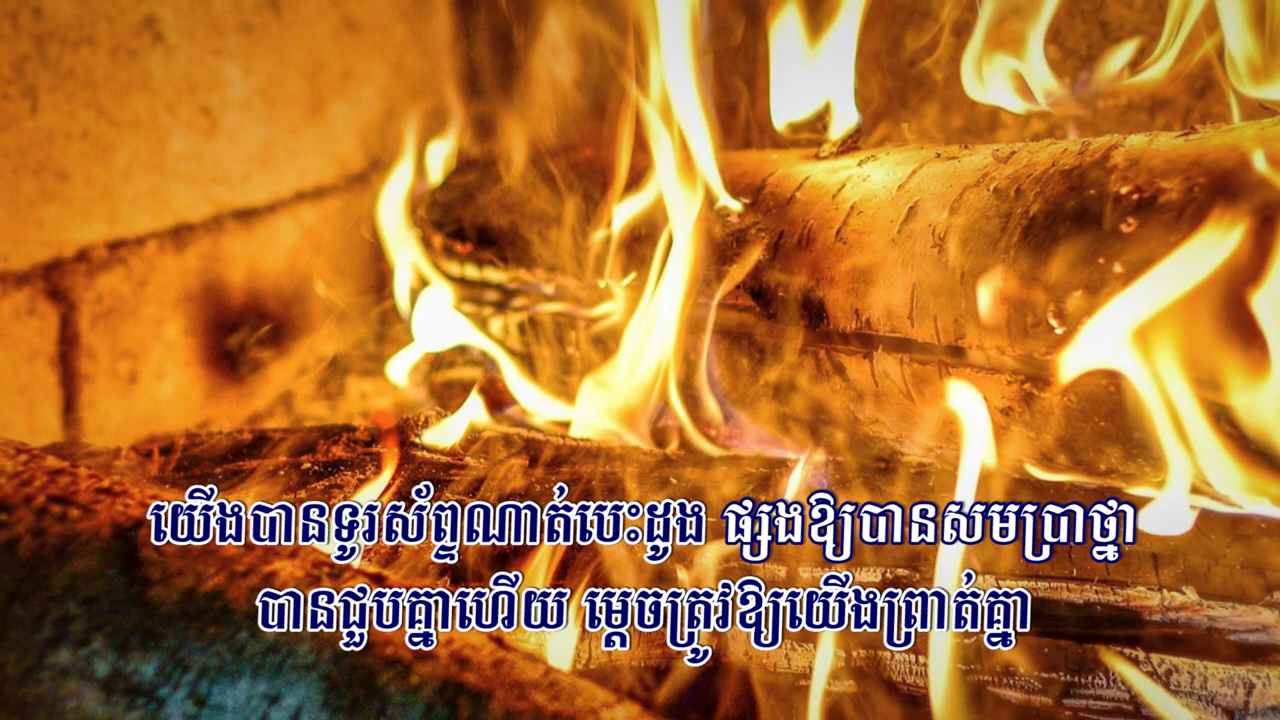 យើងបានទូរស័ព្ទណាត់បេះដូង ផ្សងឱ្យបានសមប្រាថ្នា
បានជួបគ្នាហើយ ម្ដេចត្រូវឱ្យយើងព្រាត់គ្នា